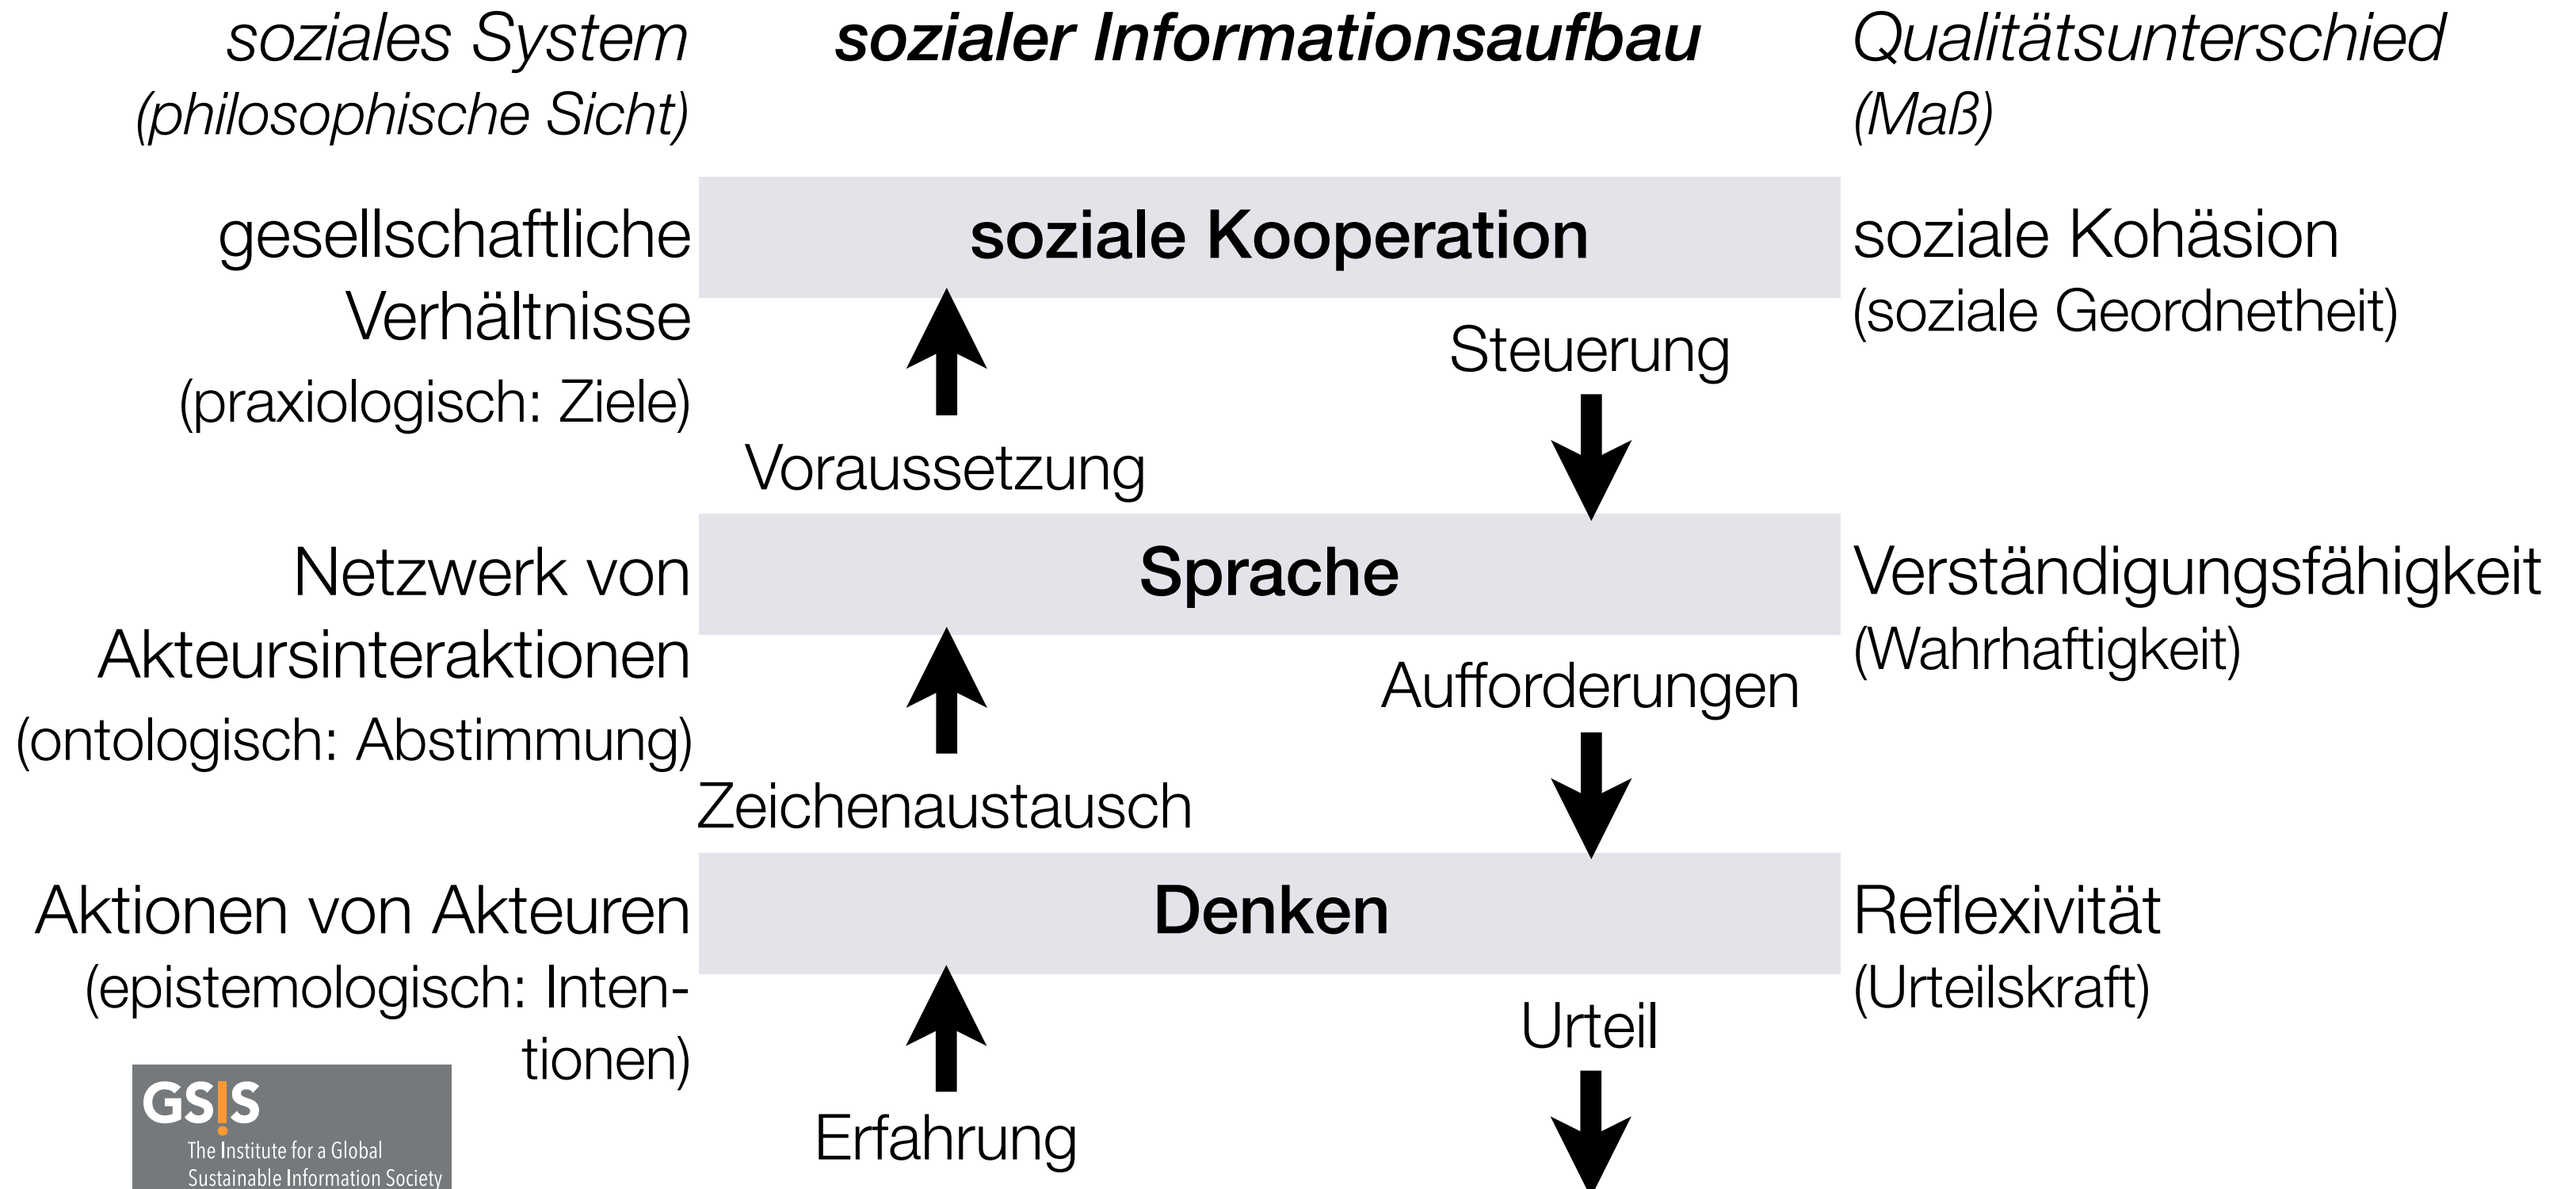 soziales System
(philosophische Sicht)
sozialer Informationsaufbau
Qualitätsunterschied
(Maß)
gesellschaftliche
Verhältnisse
(praxiologisch: Ziele)
soziale Kooperation
soziale Kohäsion
(soziale Geordnetheit)
Steuerung
Voraussetzung
Netzwerk von
Akteursinteraktionen
(ontologisch: Abstimmung)
Sprache
Verständigungsfähigkeit
(Wahrhaftigkeit)
Aufforderungen
Zeichenaustausch
Aktionen von Akteuren
(epistemologisch: Inten-
tionen)
Denken
Reflexivität
(Urteilskraft)
Urteil
Erfahrung
GS!S
The Institute for a Global
Sustainable Information Society